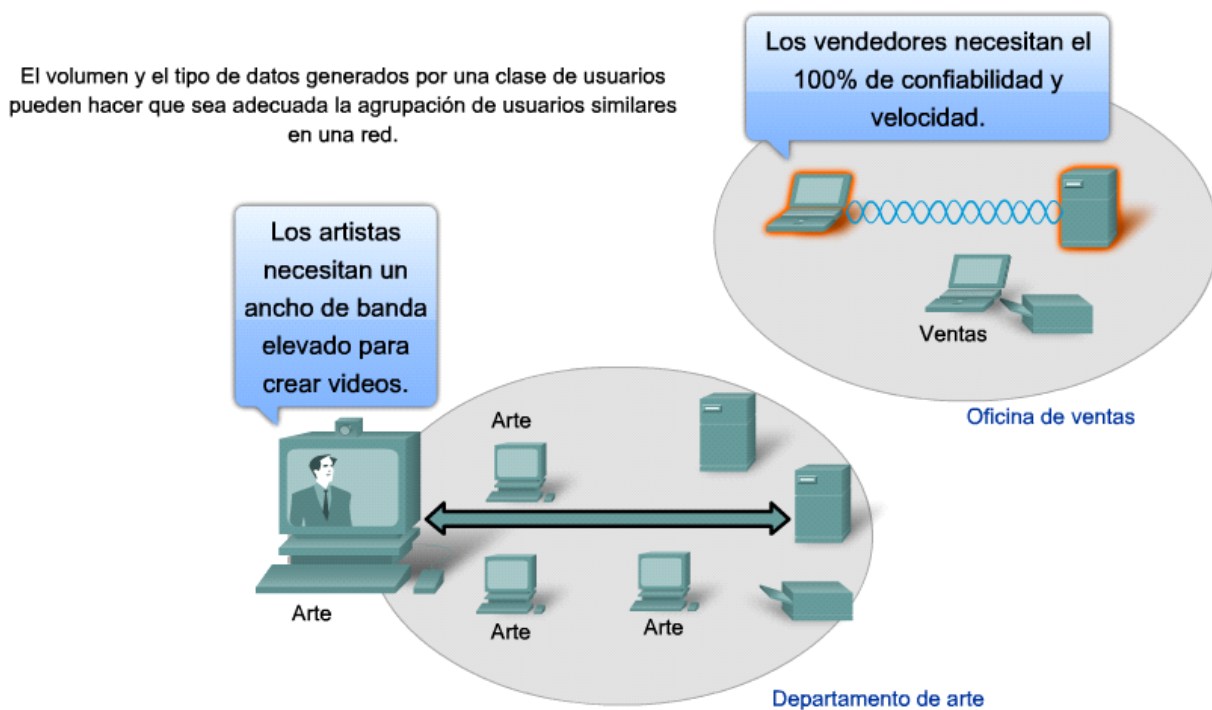 El volumen y el tipo de datos generados por una clase de usuarios
pueden hacer que sea adecuada la agrupación de usuarios similares
en una red.
Los vendedores necesitan el
100% de confiabilidad y
velocidad.
Ventas
Oficina de ventas
Los artistas
necesitan un
ancho de banda
elevado para
crear videos.
Arte
Arte
Arte
Arte
Departamento de arte